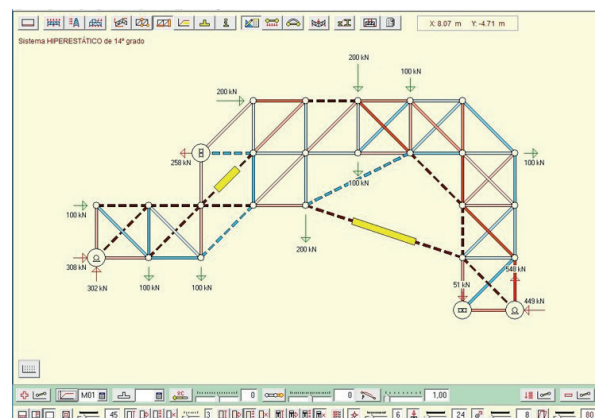 X: 8.07 m Y: -4.71 m
Sistema HIPERESTÁTICO de 14º grado
200 kN
100 kN
200 kN
258 kN
100 kN
100 kN
100 kN
200 kN
308 kN
302 kN
100 kN
100 kN
51 kN
548 kN
449 kN
M01
0
0
1,00
45
3
6
24
8
80